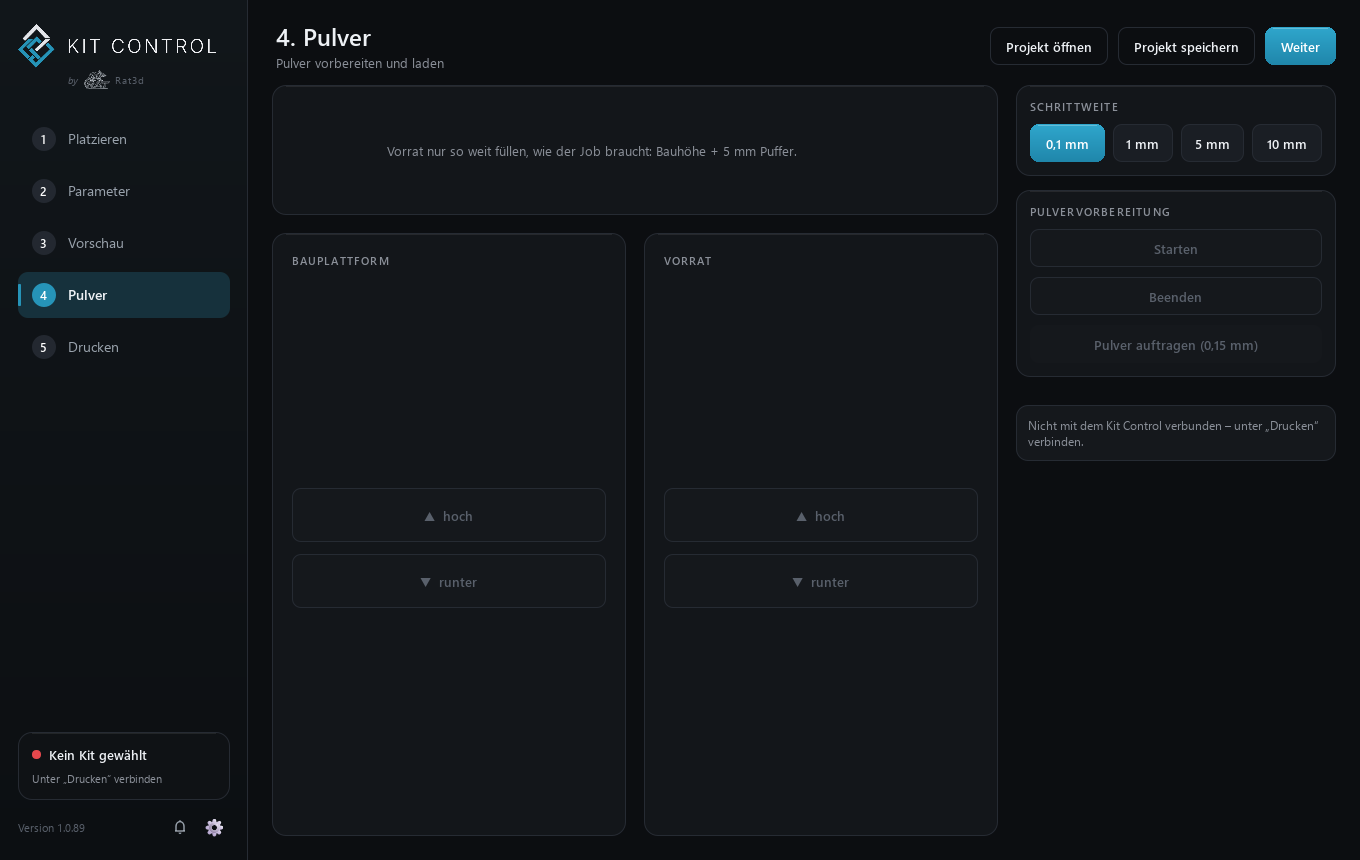 KIT CONTROL
by Rat3d
1 Platzieren
2 Parameter
3 Vorschau
4 Pulver
5 Drucken
Kein Kit gewählt
Unter „Drucken“ verbinden
Version 1.0.89
4. Pulver
Pulver vorbereiten und laden
Projekt öffnen
Projekt speichern
Weiter
Vorrat nur so weit füllen, wie der Job braucht: Bauhöhe + 5 mm Puffer.
BAUPLATTFORM
▲ hoch
▼ runter
VORRAT
▲ hoch
▼ runter
SCHRITTWEITE
0,1 mm
1 mm
5 mm
10 mm
PULVERVORBEREITUNG
Starten
Beenden
Pulver auftragen (0,15 mm)
Nicht mit dem Kit Control verbunden – unter „Drucken“
verbinden.